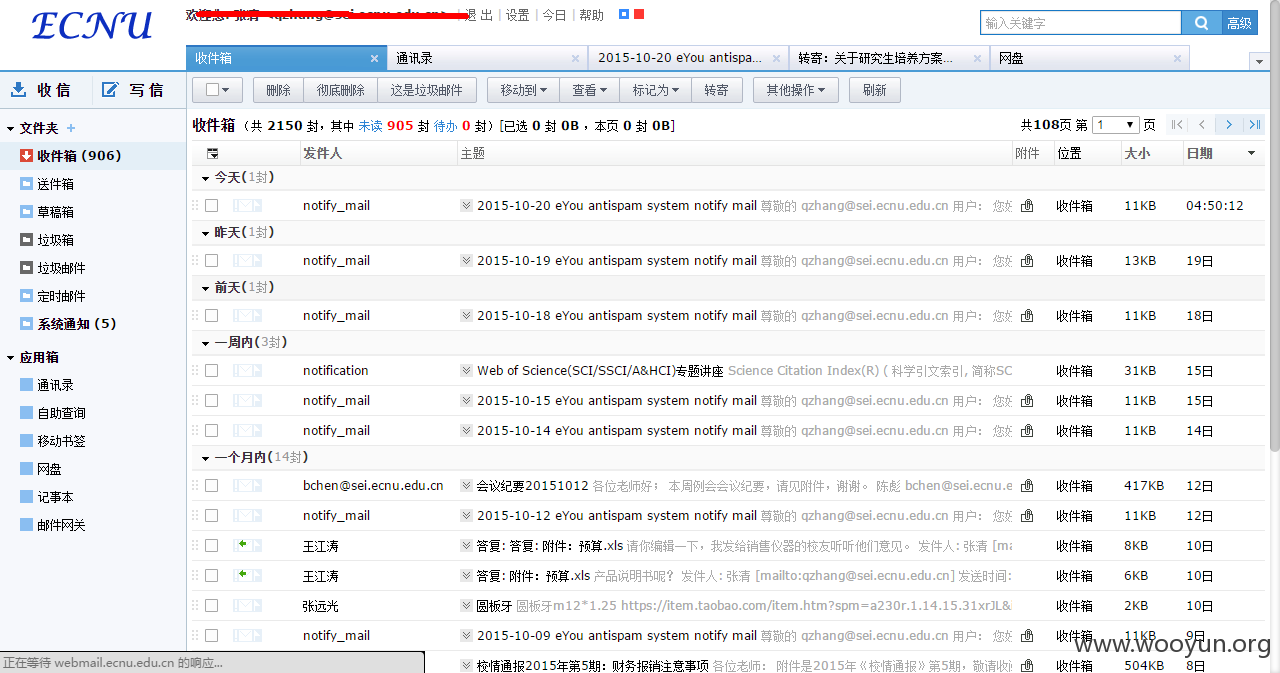 ECNU
退出 | 设置 | 今日 | 帮助
输入关键字 高级
收件箱 × 通讯录 × 2015-10-20 eYou antispa... × 转寄：关于研究生培养方案... × 网盘 ×
收 信 写 信
删除 彻底删除 这是垃圾邮件 移动到 查看 标记为 转寄 其他操作 刷新
收件箱（共 2150 封，其中 未读 905 封 待办 0 封）[已选 0 封 0B，本页 0 封 0B]
共108页 第 1 页
文件夹 +
收件箱 (906)
送件箱
草稿箱
垃圾箱
垃圾邮件
定时邮件
系统通知 (5)
应用箱
通讯录
自助查询
移动书签
网盘
记事本
邮件网关
发件人 主题 附件 位置 大小 日期
今天(1封)
notify_mail 2015-10-20 eYou antispam system notify mail 尊敬的 qzhang@sei.ecnu.edu.cn 用户： 您 收件箱 11KB 04:50:12
昨天(1封)
notify_mail 2015-10-19 eYou antispam system notify mail 尊敬的 qzhang@sei.ecnu.edu.cn 用户： 您 收件箱 13KB 19日
前天(1封)
notify_mail 2015-10-18 eYou antispam system notify mail 尊敬的 qzhang@sei.ecnu.edu.cn 用户： 您 收件箱 11KB 18日
一周内(3封)
notification Web of Science(SCI/SSCI/A&HCI)专题讲座 Science Citation Index(R) ( 科学引文索引, 简称SC 收件箱 31KB 15日
notify_mail 2015-10-15 eYou antispam system notify mail 尊敬的 qzhang@sei.ecnu.edu.cn 用户： 您 收件箱 11KB 15日
notify_mail 2015-10-14 eYou antispam system notify mail 尊敬的 qzhang@sei.ecnu.edu.cn 用户： 您 收件箱 11KB 14日
一个月内(14封)
bchen@sei.ecnu.edu.cn 会议纪要20151012 各位老师好； 本周例会会议纪要，请见附件，谢谢。 陈彪 bchen@sei.ecnu.e 收件箱 417KB 12日
notify_mail 2015-10-12 eYou antispam system notify mail 尊敬的 qzhang@sei.ecnu.edu.cn 用户： 您 收件箱 11KB 12日
王江涛 答复: 答复: 附件：预算.xls 请你编辑一下，我发给销售仪器的校友听听他们意见。 发件人: 张清 [ma 收件箱 8KB 10日
王江涛 答复: 附件：预算.xls 产品说明书呢？ 发件人: 张清 [mailto:qzhang@sei.ecnu.edu.cn] 发送时间: 收件箱 6KB 10日
张远光 圆板牙 圆板牙m12*1.25 https://item.taobao.com/item.htm?spm=a230r.1.14.15.31xrJL& 收件箱 2KB 10日
notify_mail 2015-10-09 eYou antispam system notify mail 尊敬的 qzhang@sei.ecnu.edu.cn 用户： 您 收件箱 11KB 9日
校情通报2015年第5期：财务报销注意事项 各位老师： 附件是2015年《校情通报》第5期，敬请收 收件箱 504KB 8日
正在等待 webmail.ecnu.edu.cn 的响应...
www.wooyun.org